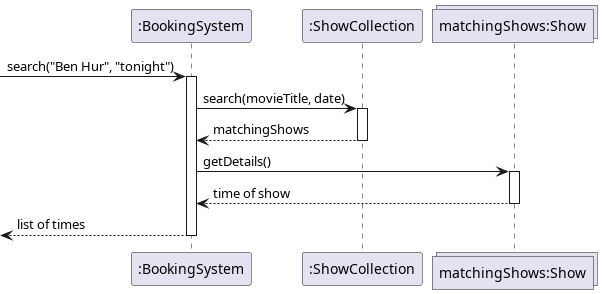 :BookingSystem
:ShowCollection
matchingShows:Show
search("Ben Hur", "tonight")
search(movieTitle, date)
matchingShows
getDetails()
time of show
list of times
:BookingSystem
:ShowCollection
matchingShows:Show